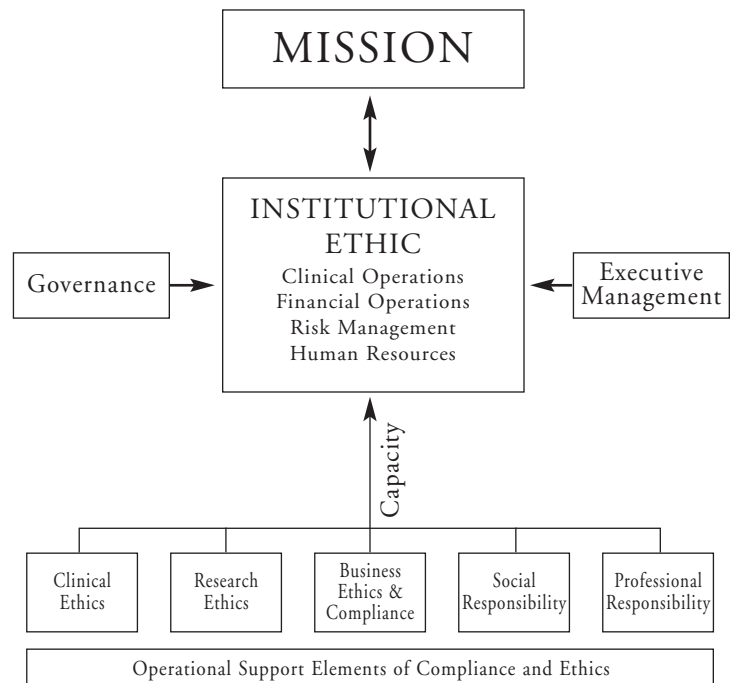 MISSION
INSTITUTIONAL
ETHIC
Clinical Operations
Financial Operations
Risk Management
Human Resources
Governance
Executive
Management
Capacity
Clinical
Ethics
Research
Ethics
Business
Ethics &
Compliance
Social
Responsibility
Professional
Responsibility
Operational Support Elements of Compliance and Ethics